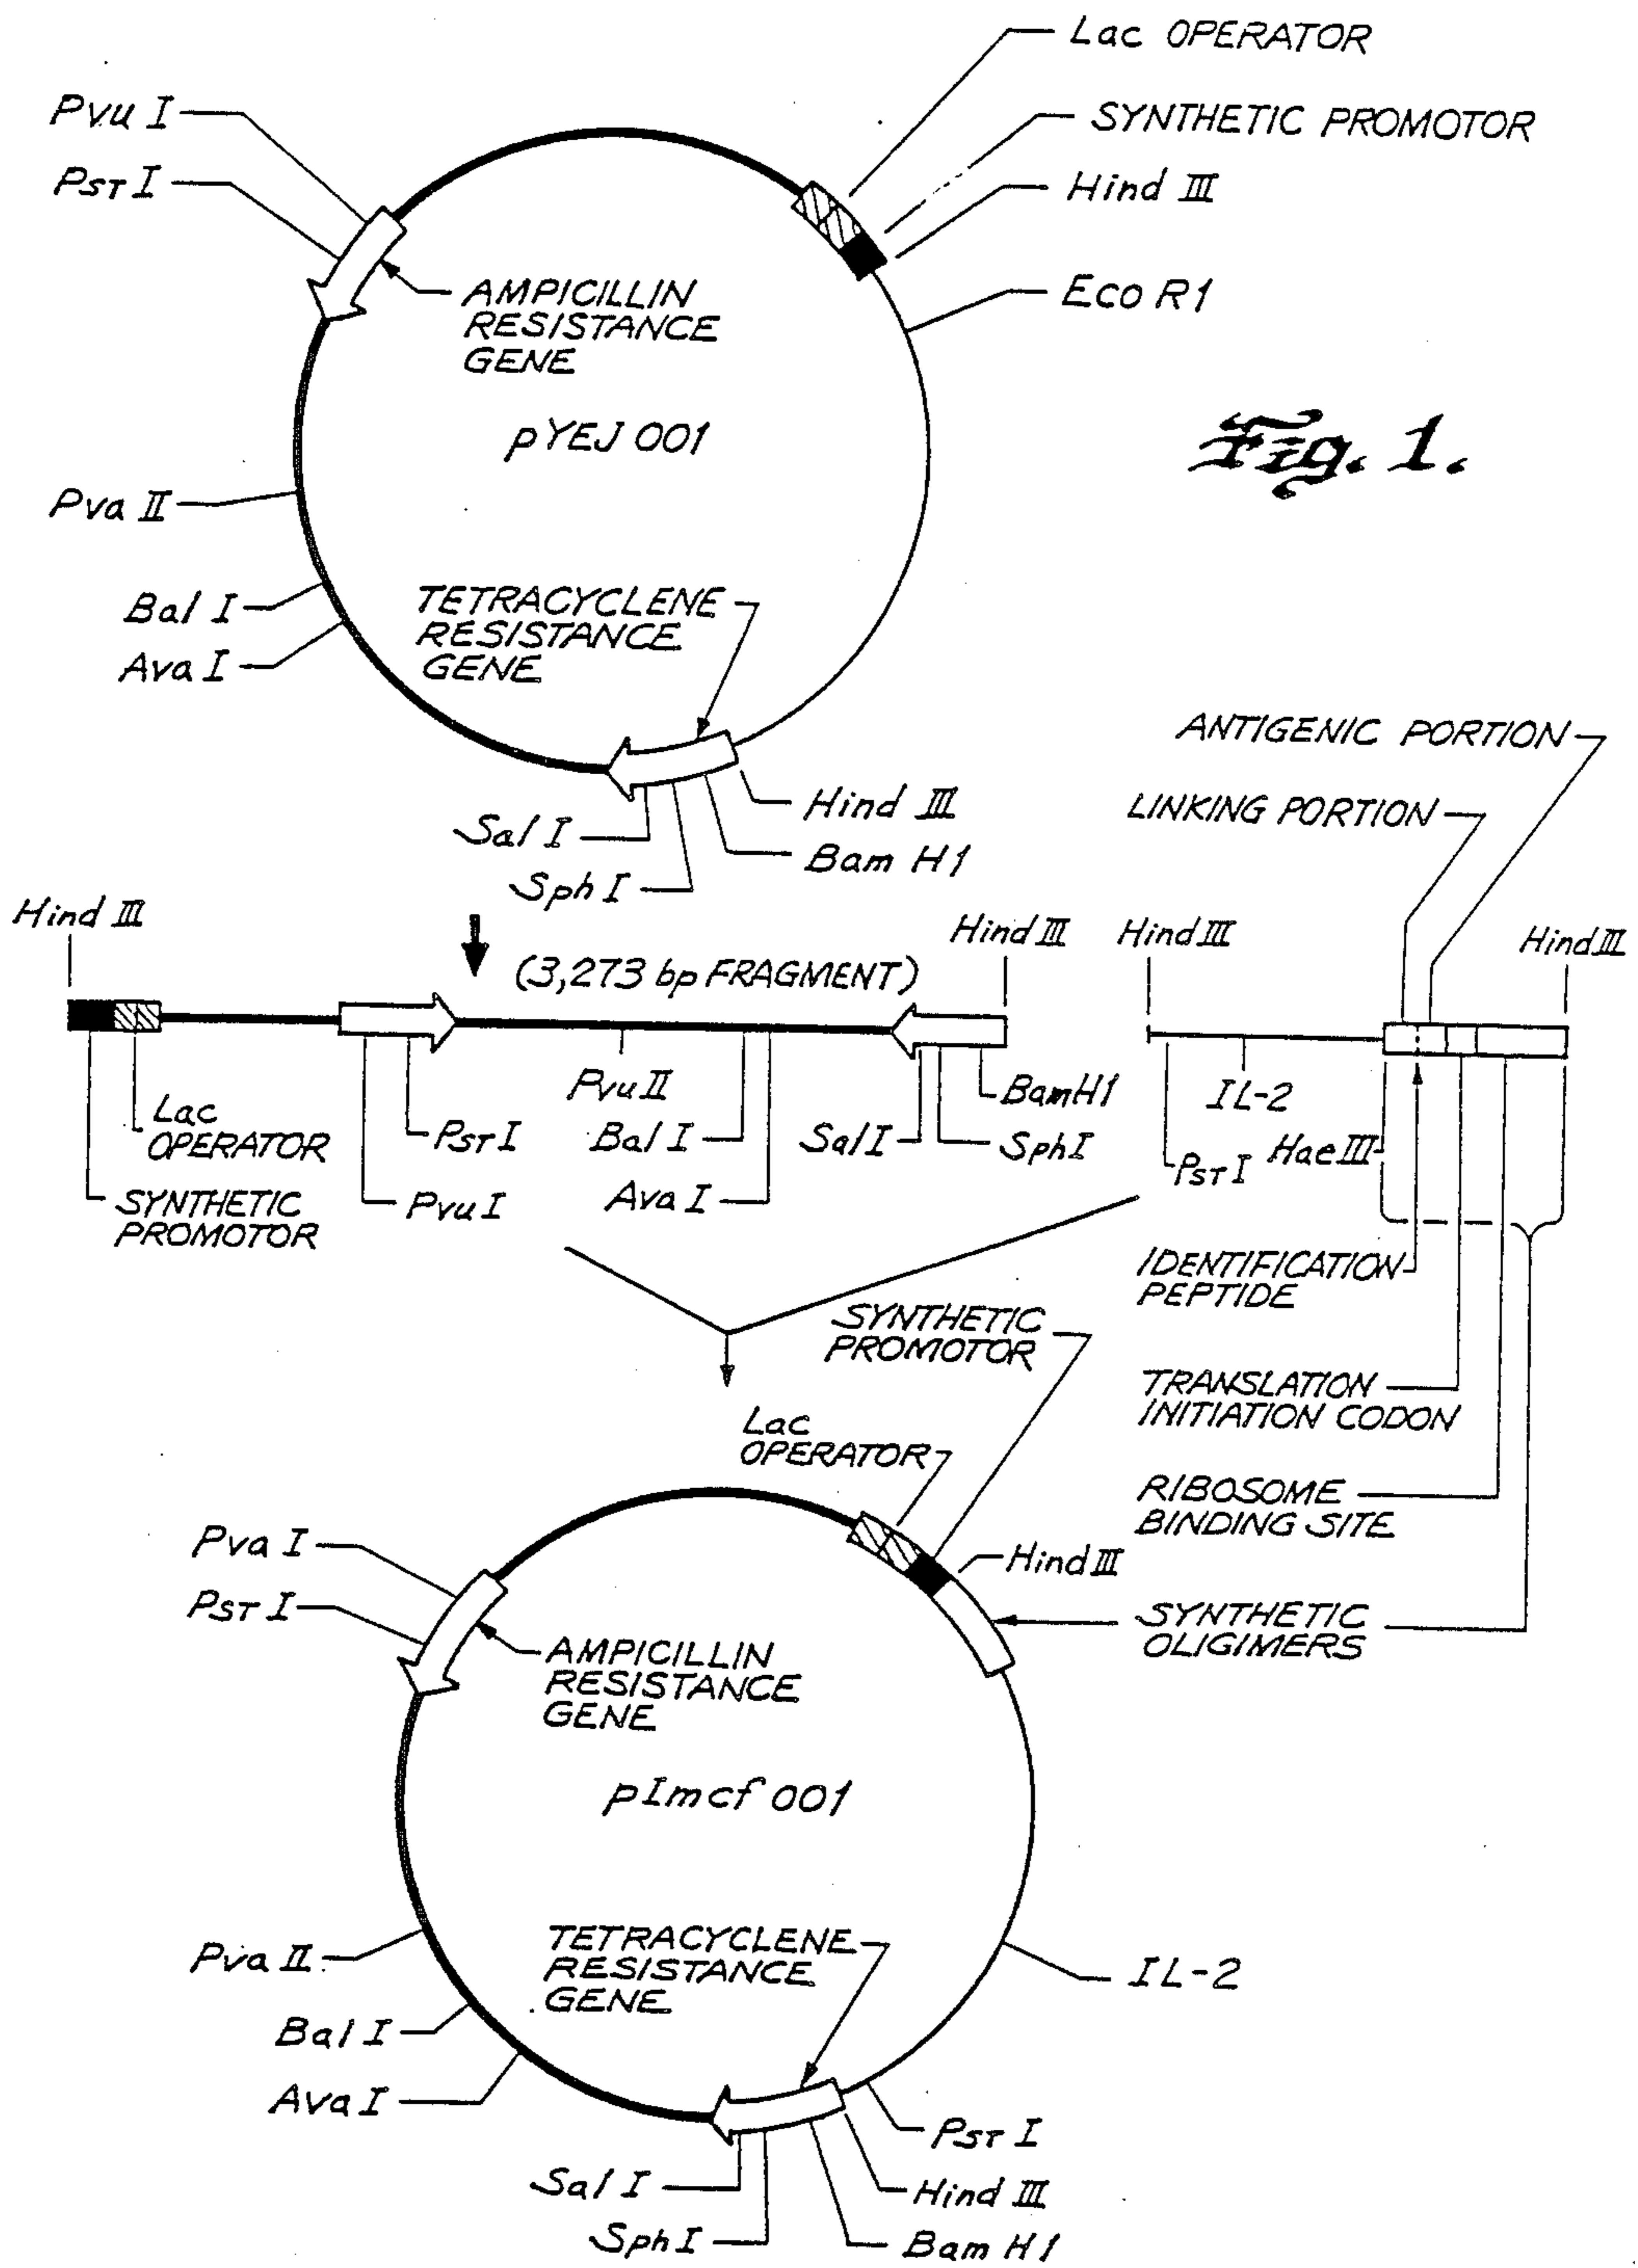 Lac OPERATOR
SYNTHETIC PROMOTOR
Hind III
Eco R1
Pvu I
PST I
AMPICILLIN
RESISTANCE
GENE
pYEJ 001
Fig. 1.
Pva II
Bal I
Ava I
TETRACYCLENE
RESISTANCE
GENE
Hind III
Bam H1
Sal I
Sph I
ANTIGENIC PORTION
LINKING PORTION
Hind III
(3,273 bp FRAGMENT)
Hind III
Hind III
Hind III
Lac
OPERATOR
SYNTHETIC
PROMOTOR
PST I
Pvu I
Pvu II
Bal I
Ava I
Sal I
Sph I
Bam H1
IL-2
PST I
Hae III
IDENTIFICATION
PEPTIDE
TRANSLATION
INITIATION CODON
RIBOSOME
BINDING SITE
SYNTHETIC
OLIGIMERS
SYNTHETIC
PROMOTOR
Lac
OPERATOR
Hind III
Pva I
PST I
AMPICILLIN
RESISTANCE
GENE
pImcf 001
Pva II
Bal I
Ava I
TETRACYCLENE
RESISTANCE
GENE
IL-2
PST I
Hind III
Bam H1
Sal I
Sph I